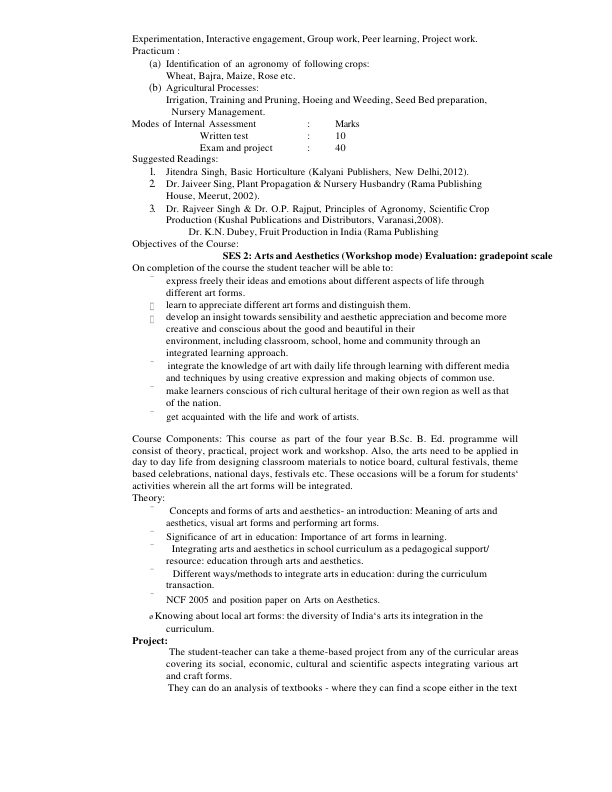 Experimentation, Interactive engagement, Group work, Peer learning, Project work.
Practicum :
(a) Identification of an agronomy of following crops:
Wheat, Bajra, Maize, Rose etc.
(b) Agricultural Processes:
Irrigation, Training and Pruning, Hoeing and Weeding, Seed Bed preparation,
Nursery Management.
Modes of Internal Assessment : Marks
Written test : 10
Exam and project : 40
Suggested Readings:
1. Jitendra Singh, Basic Horticulture (Kalyani Publishers, New Delhi,2012).
2. Dr. Jaiveer Sing, Plant Propagation & Nursery Husbandry (Rama Publishing
House, Meerut, 2002).
3. Dr. Rajveer Singh & Dr. O.P. Rajput, Principles of Agronomy, Scientific Crop
Production (Kushal Publications and Distributors, Varanasi,2008).
Dr. K.N. Dubey, Fruit Production in India (Rama Publishing
Objectives of the Course:
SES 2: Arts and Aesthetics (Workshop mode) Evaluation: gradepoint scale
On completion of the course the student teacher will be able to:
express freely their ideas and emotions about different aspects of life through
different art forms.
learn to appreciate different art forms and distinguish them.
develop an insight towards sensibility and aesthetic appreciation and become more
creative and conscious about the good and beautiful in their
environment, including classroom, school, home and community through an
integrated learning approach.
integrate the knowledge of art with daily life through learning with different media
and techniques by using creative expression and making objects of common use.
make learners conscious of rich cultural heritage of their own region as well as that
of the nation.
get acquainted with the life and work of artists.
Course Components: This course as part of the four year B.Sc. B. Ed. programme will
consist of theory, practical, project work and workshop. Also, the arts need to be applied in
day to day life from designing classroom materials to notice board, cultural festivals, theme
based celebrations, national days, festivals etc. These occasions will be a forum for students‘
activities wherein all the art forms will be integrated.
Theory:
Concepts and forms of arts and aesthetics- an introduction: Meaning of arts and
aesthetics, visual art forms and performing art forms.
Significance of art in education: Importance of art forms in learning.
Integrating arts and aesthetics in school curriculum as a pedagogical support/
resource: education through arts and aesthetics.
Different ways/methods to integrate arts in education: during the curriculum
transaction.
NCF 2005 and position paper on Arts on Aesthetics.
ø Knowing about local art forms: the diversity of India‘s arts its integration in the
curriculum.
Project:
The student-teacher can take a theme-based project from any of the curricular areas
covering its social, economic, cultural and scientific aspects integrating various art
and craft forms.
They can do an analysis of textbooks - where they can find a scope either in the text